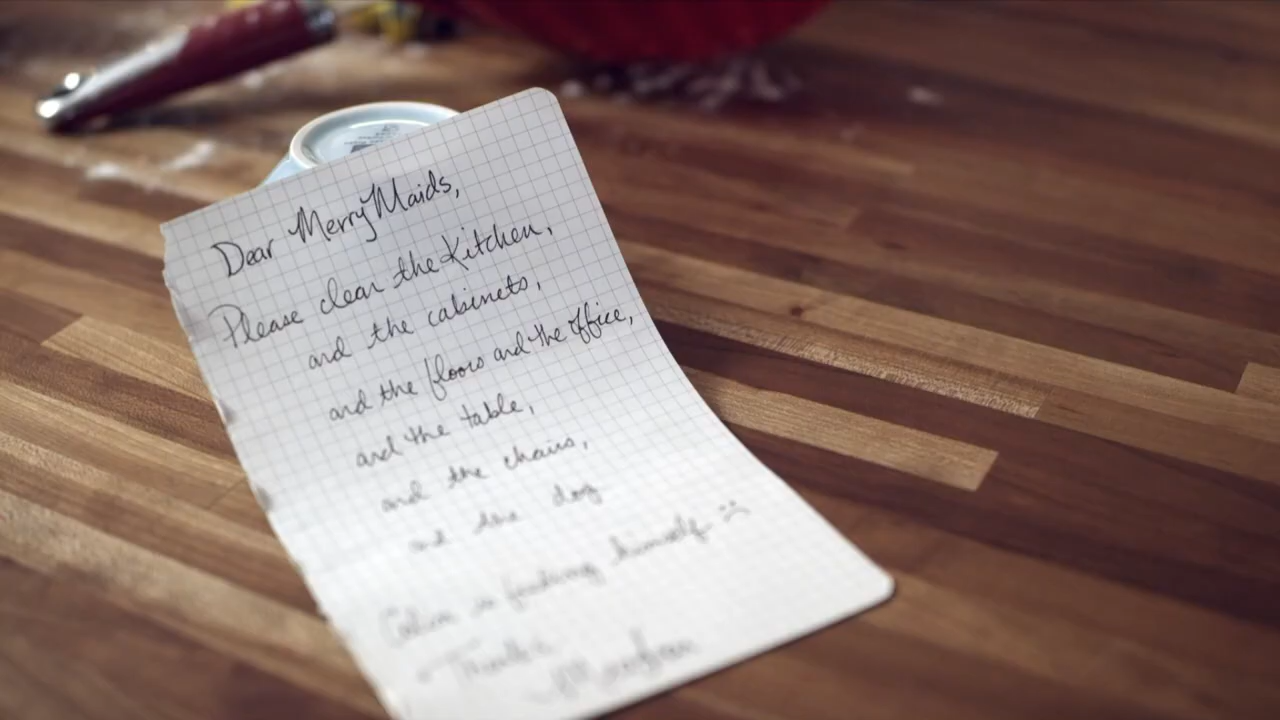 Dear Merry Maids,
Please clean the Kitchen,
and the cabinets,
and the floors and the office,
and the table,
and the chairs,
and the dog
is finding himself :(
Thanks